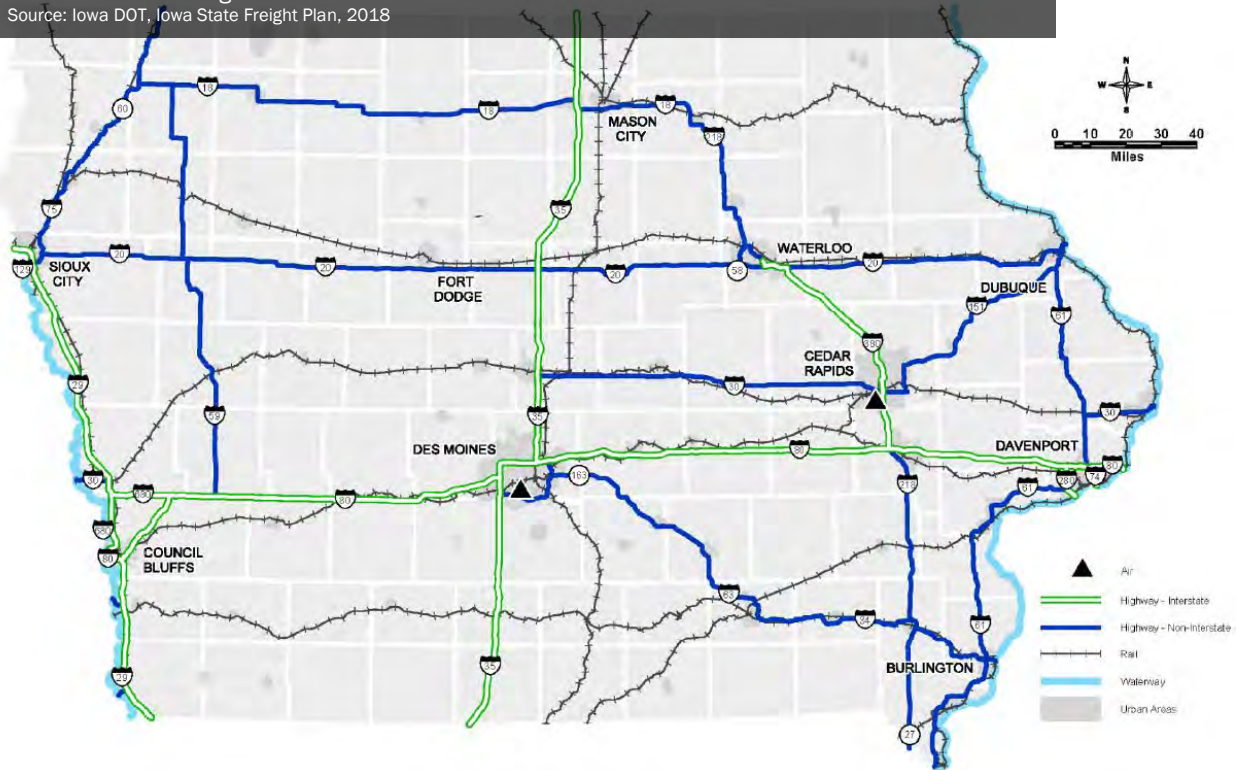 Source: Iowa DOT, Iowa State Freight Plan, 2018
N
W E
S
0 10 20 30 40
Miles
18
60
18
MASON
CITY
18
218
75
35
WATERLOO
20
20
20
58
20
129
SIOUX
CITY
FORT
DODGE
DUBUQUE
151
61
CEDAR
RAPIDS
380
29
30
59
35
30
DES MOINES
80
DAVENPORT
80
30
680
80
163
218
61
280
74
680
80
COUNCIL
BLUFFS
63
34
61
35
BURLINGTON
29
27
Air
Highway - Interstate
Highway - Non-Interstate
Rail
Waterway
Urban Areas